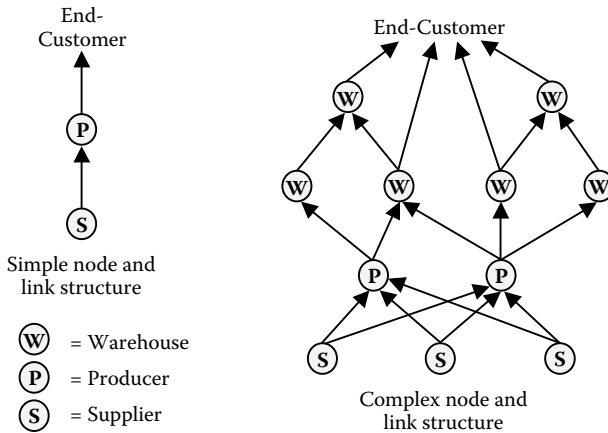 End-
Customer
P
S
Simple node and
link structure
W = Warehouse
P = Producer
S = Supplier
End-Customer
W W
W W W W
P P
S S S
Complex node and
link structure